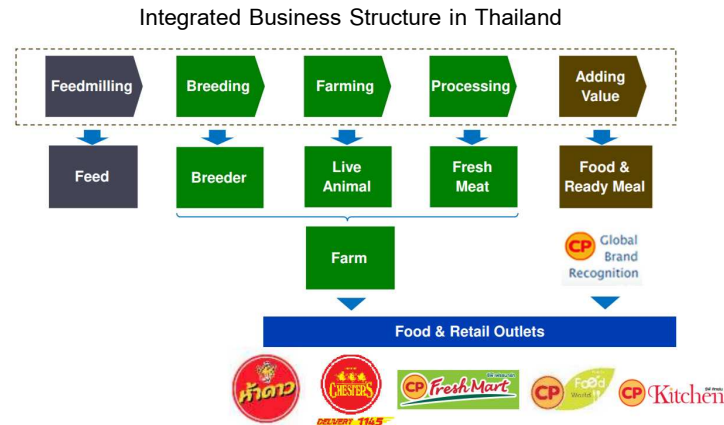 Integrated Business Structure in Thailand
Feedmilling
Breeding
Farming
Processing
Adding
Value
Feed
Breeder
Live
Animal
Fresh
Meat
Food &
Ready Meal
Farm
CP Global
Brand
Recognition
Food & Retail Outlets
ห้าดาว
CHESTER'S
DELIVERY 1145
CP Fresh Mart
CP Food
World
CP Kitchen